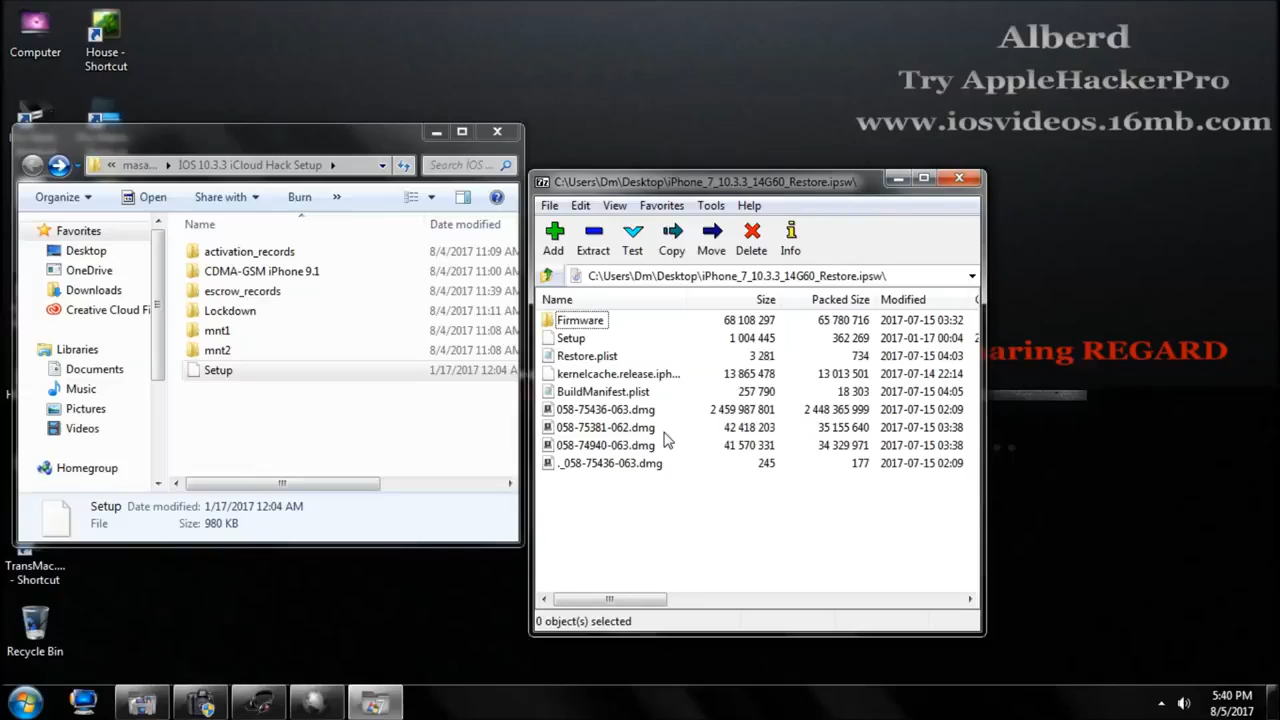 Alberd
Try AppleHackerPro
www.iosvideos.16mb.com
Computer
House -
Shortcut
masa...
IOS 10.3.3 iCloud Hack Setup
Search IOS ...
Organize
Open
Share with
Burn
Name
Date modified
Favorites
Desktop
OneDrive
Downloads
Creative Cloud Fi
Libraries
Documents
Music
Pictures
Videos
Homegroup
activation_records 8/4/2017 11:09 AM
CDMA-GSM iPhone 9.1 8/4/2017 11:00 AM
escrow_records 8/4/2017 11:39 AM
Lockdown 8/4/2017 11:11 AM
mnt1 8/4/2017 11:08 AM
mnt2 8/4/2017 11:08 AM
Setup 1/17/2017 12:04 A
Setup Date modified: 1/17/2017 12:04 AM
File Size: 980 KB
C:\Users\Dm\Desktop\iPhone_7_10.3.3_14G60_Restore.ipsw\
File Edit View Favorites Tools Help
Add Extract Test Copy Move Delete Info
C:\Users\Dm\Desktop\iPhone_7_10.3.3_14G60_Restore.ipsw\
Name Size Packed Size Modified
Firmware 68 108 297 65 780 716 2017-07-15 03:32
Setup 1 004 445 362 269 2017-01-17 00:04 2
Restore.plist 3 281 734 2017-07-15 04:03
kernelcache.release.iph... 13 865 478 13 013 501 2017-07-14 22:14
BuildManifest.plist 257 790 18 303 2017-07-15 04:05
058-75436-063.dmg 2 459 987 801 2 448 365 999 2017-07-15 02:09
058-75381-062.dmg 42 418 203 35 155 640 2017-07-15 03:38
058-74940-063.dmg 41 570 331 34 329 971 2017-07-15 03:38
._058-75436-063.dmg 245 177 2017-07-15 02:09
0 object(s) selected
aring REGARD
TransMac....
- Shortcut
Recycle Bin
5:40 PM
8/5/2017